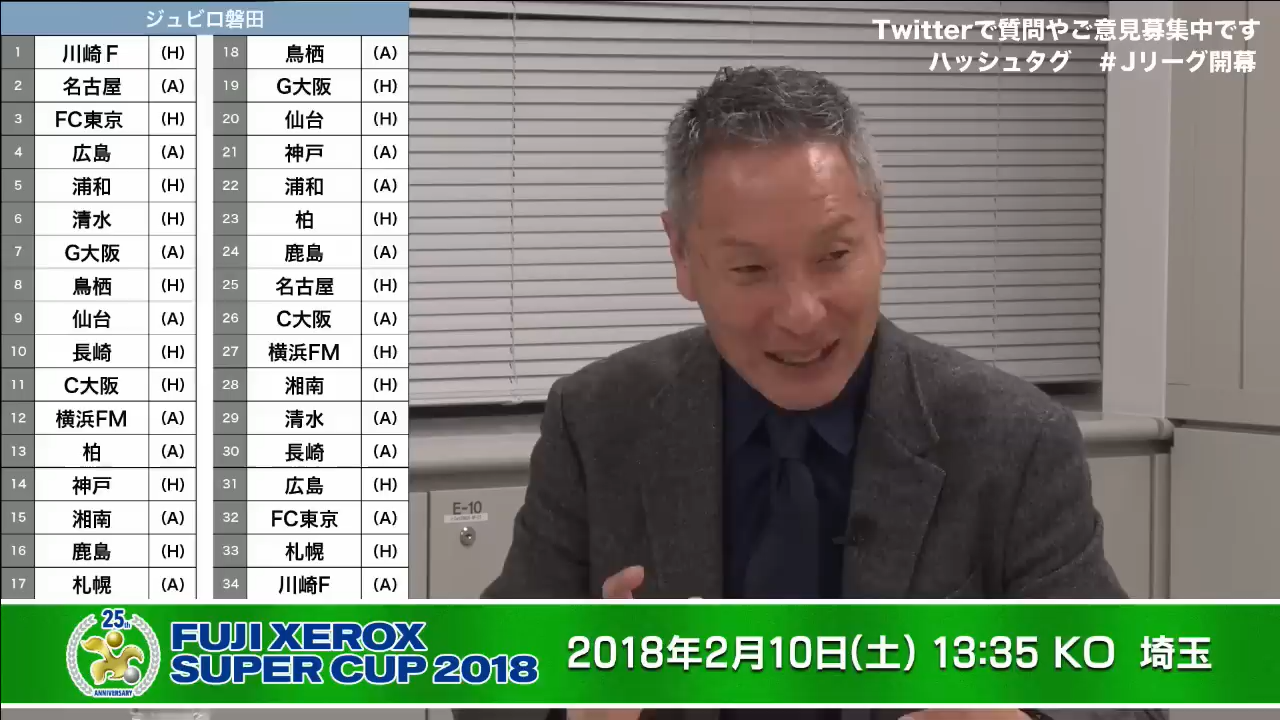 ジュビロ磐田
1 川崎F (H) 18 鳥栖 (A)
2 名古屋 (A) 19 G大阪 (H)
3 FC東京 (H) 20 仙台 (H)
4 広島 (A) 21 神戸 (A)
5 浦和 (H) 22 浦和 (A)
6 清水 (H) 23 柏 (H)
7 G大阪 (A) 24 鹿島 (A)
8 鳥栖 (H) 25 名古屋 (H)
9 仙台 (A) 26 C大阪 (A)
10 長崎 (H) 27 横浜FM (H)
11 C大阪 (H) 28 湘南 (H)
12 横浜FM (A) 29 清水 (A)
13 柏 (A) 30 長崎 (A)
14 神戸 (H) 31 広島 (H)
15 湘南 (A) 32 FC東京 (A)
16 鹿島 (H) 33 札幌 (H)
17 札幌 (A) 34 川崎F (A)
Twitterで質問やご意見募集中です
ハッシュタグ #Jリーグ開幕
E-10
25th
ANNIVERSARY
FUJI XEROX
SUPER CUP 2018
2018年2月10日(土) 13:35 KO 埼玉